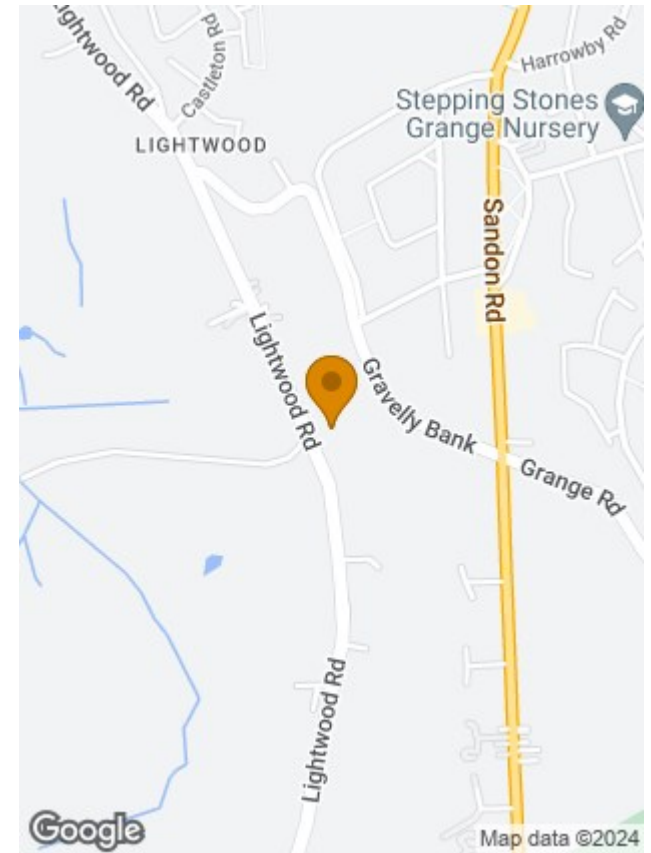 Lightwood Rd
Castleton Rd
Harrowby Rd
Stepping Stones
Grange Nursery
LIGHTWOOD
Sandon Rd
Lightwood Rd
Gravelly Bank
Grange Rd
Lightwood Rd
Google
Map data ©2024